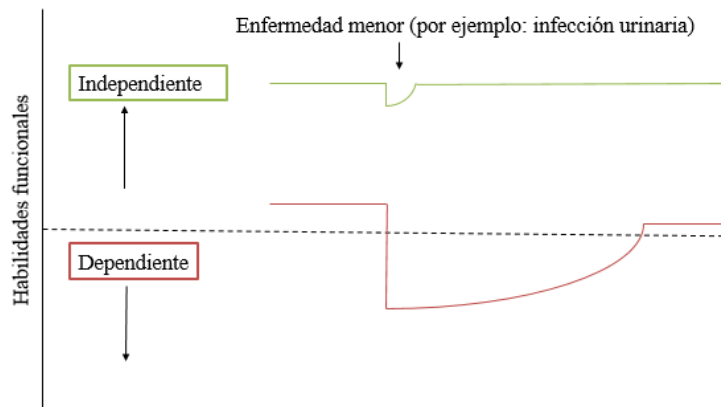 Enfermedad menor (por ejemplo: infección urinaria)
Independiente
Habilidades funcionales
Dependiente